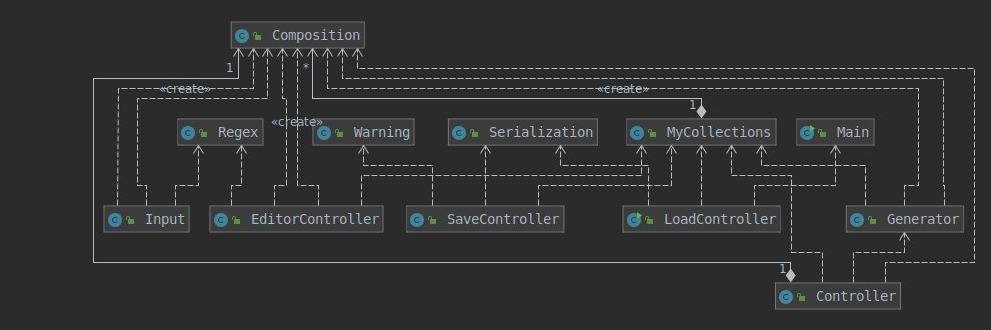 Composition
1
*
«create»
«create»
1
«create»
Regex
Warning
Serialization
MyCollections
Main
Input
EditorController
SaveController
LoadController
Generator
1
Controller